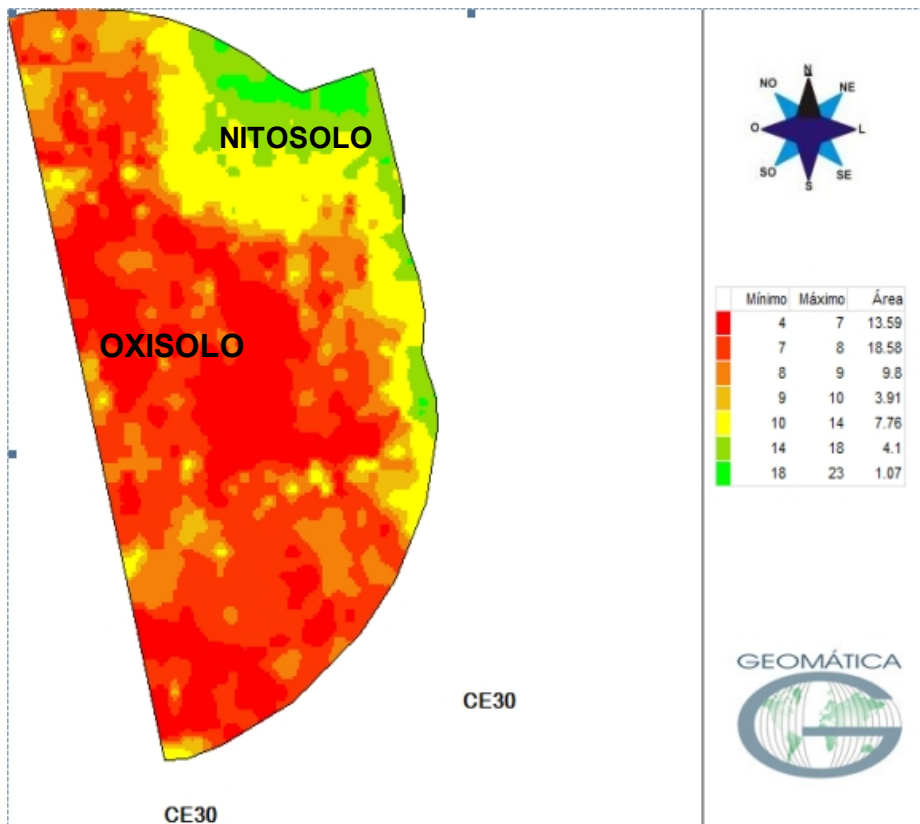 NITOSOLO
OXISOLO
CE30
CE30
N
NO
NE
O
L
SO
SE
S
Mínimo Máximo Área
4 7 13.59
7 8 18.58
8 9 9.8
9 10 3.91
10 14 7.76
14 18 4.1
18 23 1.07
GEOMÁTICA
G